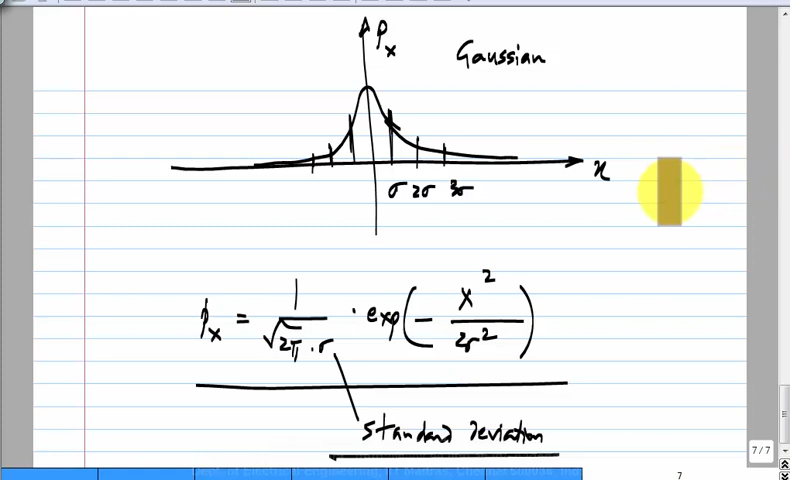 P_x
Gaussian
x
σ 2σ 3σ
p_x = 1/(√2π · σ) · exp(− x²/2σ²)
Standard Deviation
7/7
7